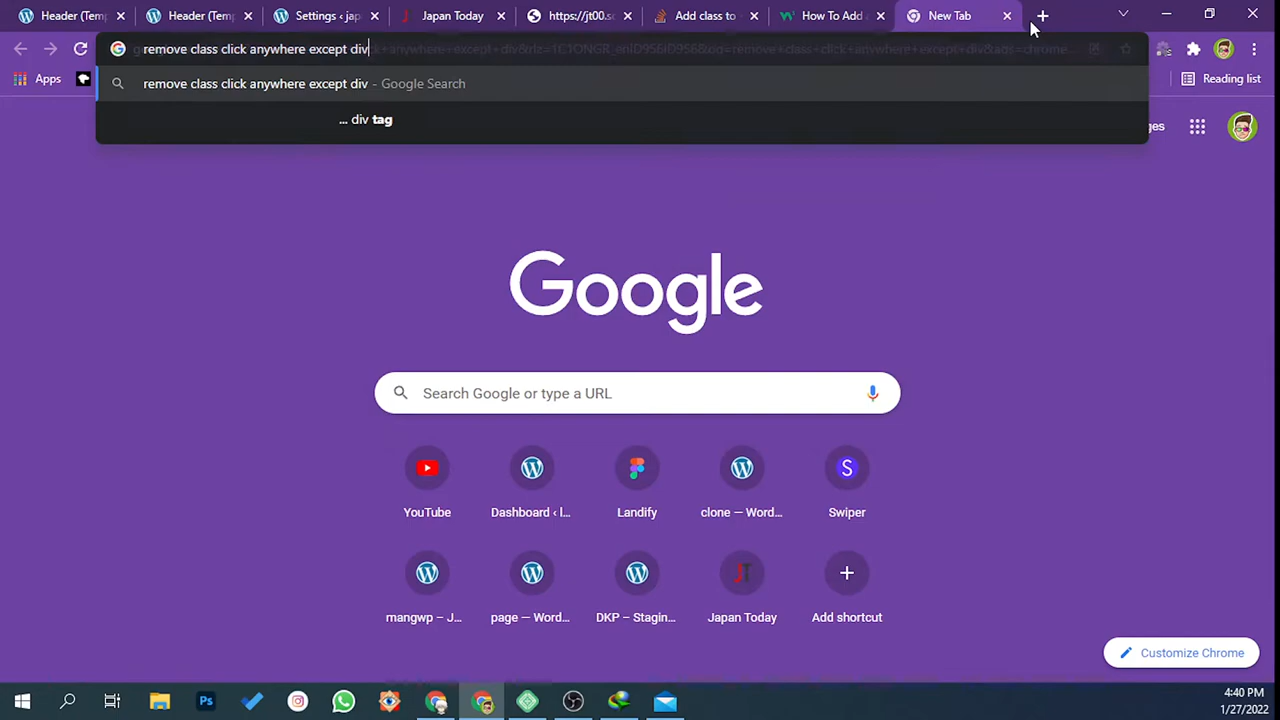 Header (Temp
Header (Temp
Settings ‹ jap
Japan Today
https://jt00.s
Add class to
How To Add
New Tab
remove class click anywhere except div
remove class click anywhere except div - Google Search
... div tag
Apps
Reading list
ges
Google
Search Google or type a URL
YouTube
Dashboard ‹ l...
Landify
clone — Word...
Swiper
mangwp – J...
page — Word...
DKP – Stagin...
Japan Today
Add shortcut
Customize Chrome
4:40 PM
1/27/2022